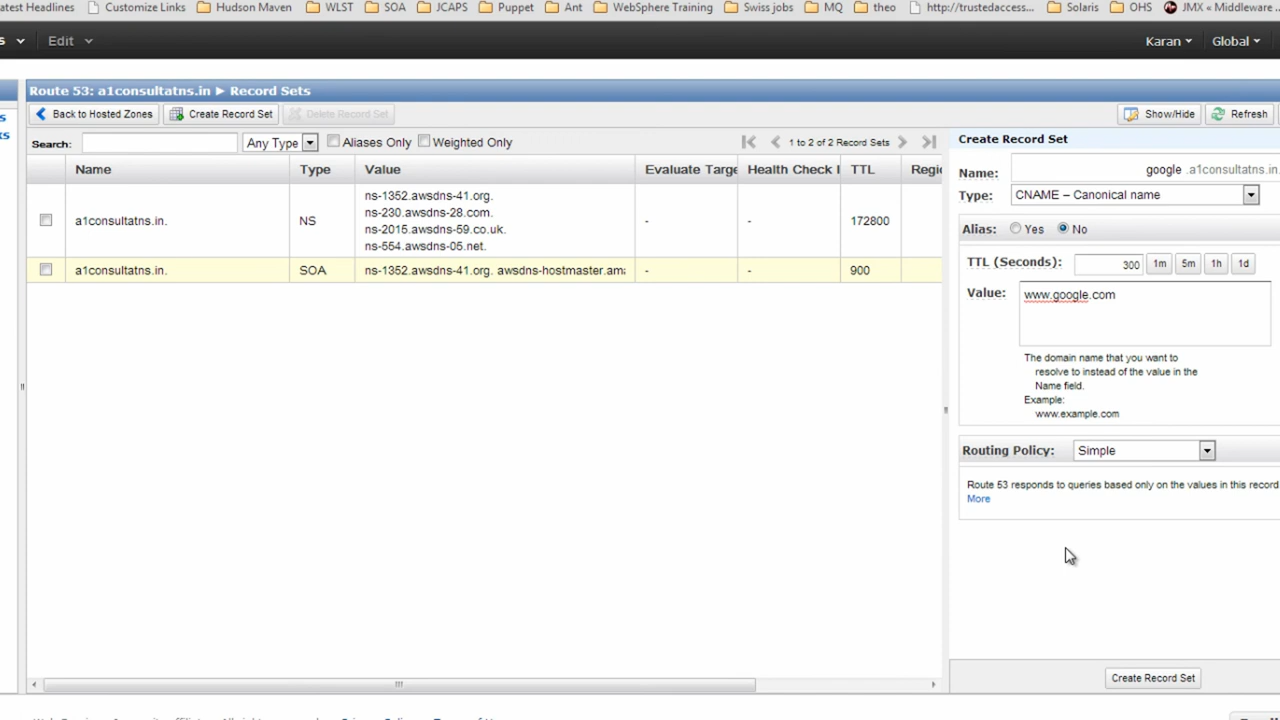 atest Headlines Customize Links Hudson Maven WLST SOA JCAPS Puppet Ant WebSphere Training Swiss jobs MQ theo http://trustedaccess... Solaris OHS JMX « Middleware ...
s Edit Karan Global
Route 53: a1consultatns.in ▶ Record Sets
s
ks
Back to Hosted Zones Create Record Set Delete Record Set Show/Hide Refresh
Search: Any Type Aliases Only Weighted Only 1 to 2 of 2 Record Sets
Name Type Value Evaluate Targe Health Check I TTL Regic
a1consultatns.in. NS
ns-1352.awsdns-41.org.
ns-230.awsdns-28.com.
ns-2015.awsdns-59.co.uk.
ns-554.awsdns-05.net.
- - 172800
a1consultatns.in. SOA ns-1352.awsdns-41.org. awsdns-hostmaster.ama - - 900
Create Record Set
Name: google .a1consultatns.in.
Type: CNAME – Canonical name
Alias: Yes No
TTL (Seconds): 300 1m 5m 1h 1d
Value: www.google.com
The domain name that you want to
resolve to instead of the value in the
Name field.
Example:
www.example.com
Routing Policy: Simple
Route 53 responds to queries based only on the values in this record
More
Create Record Set